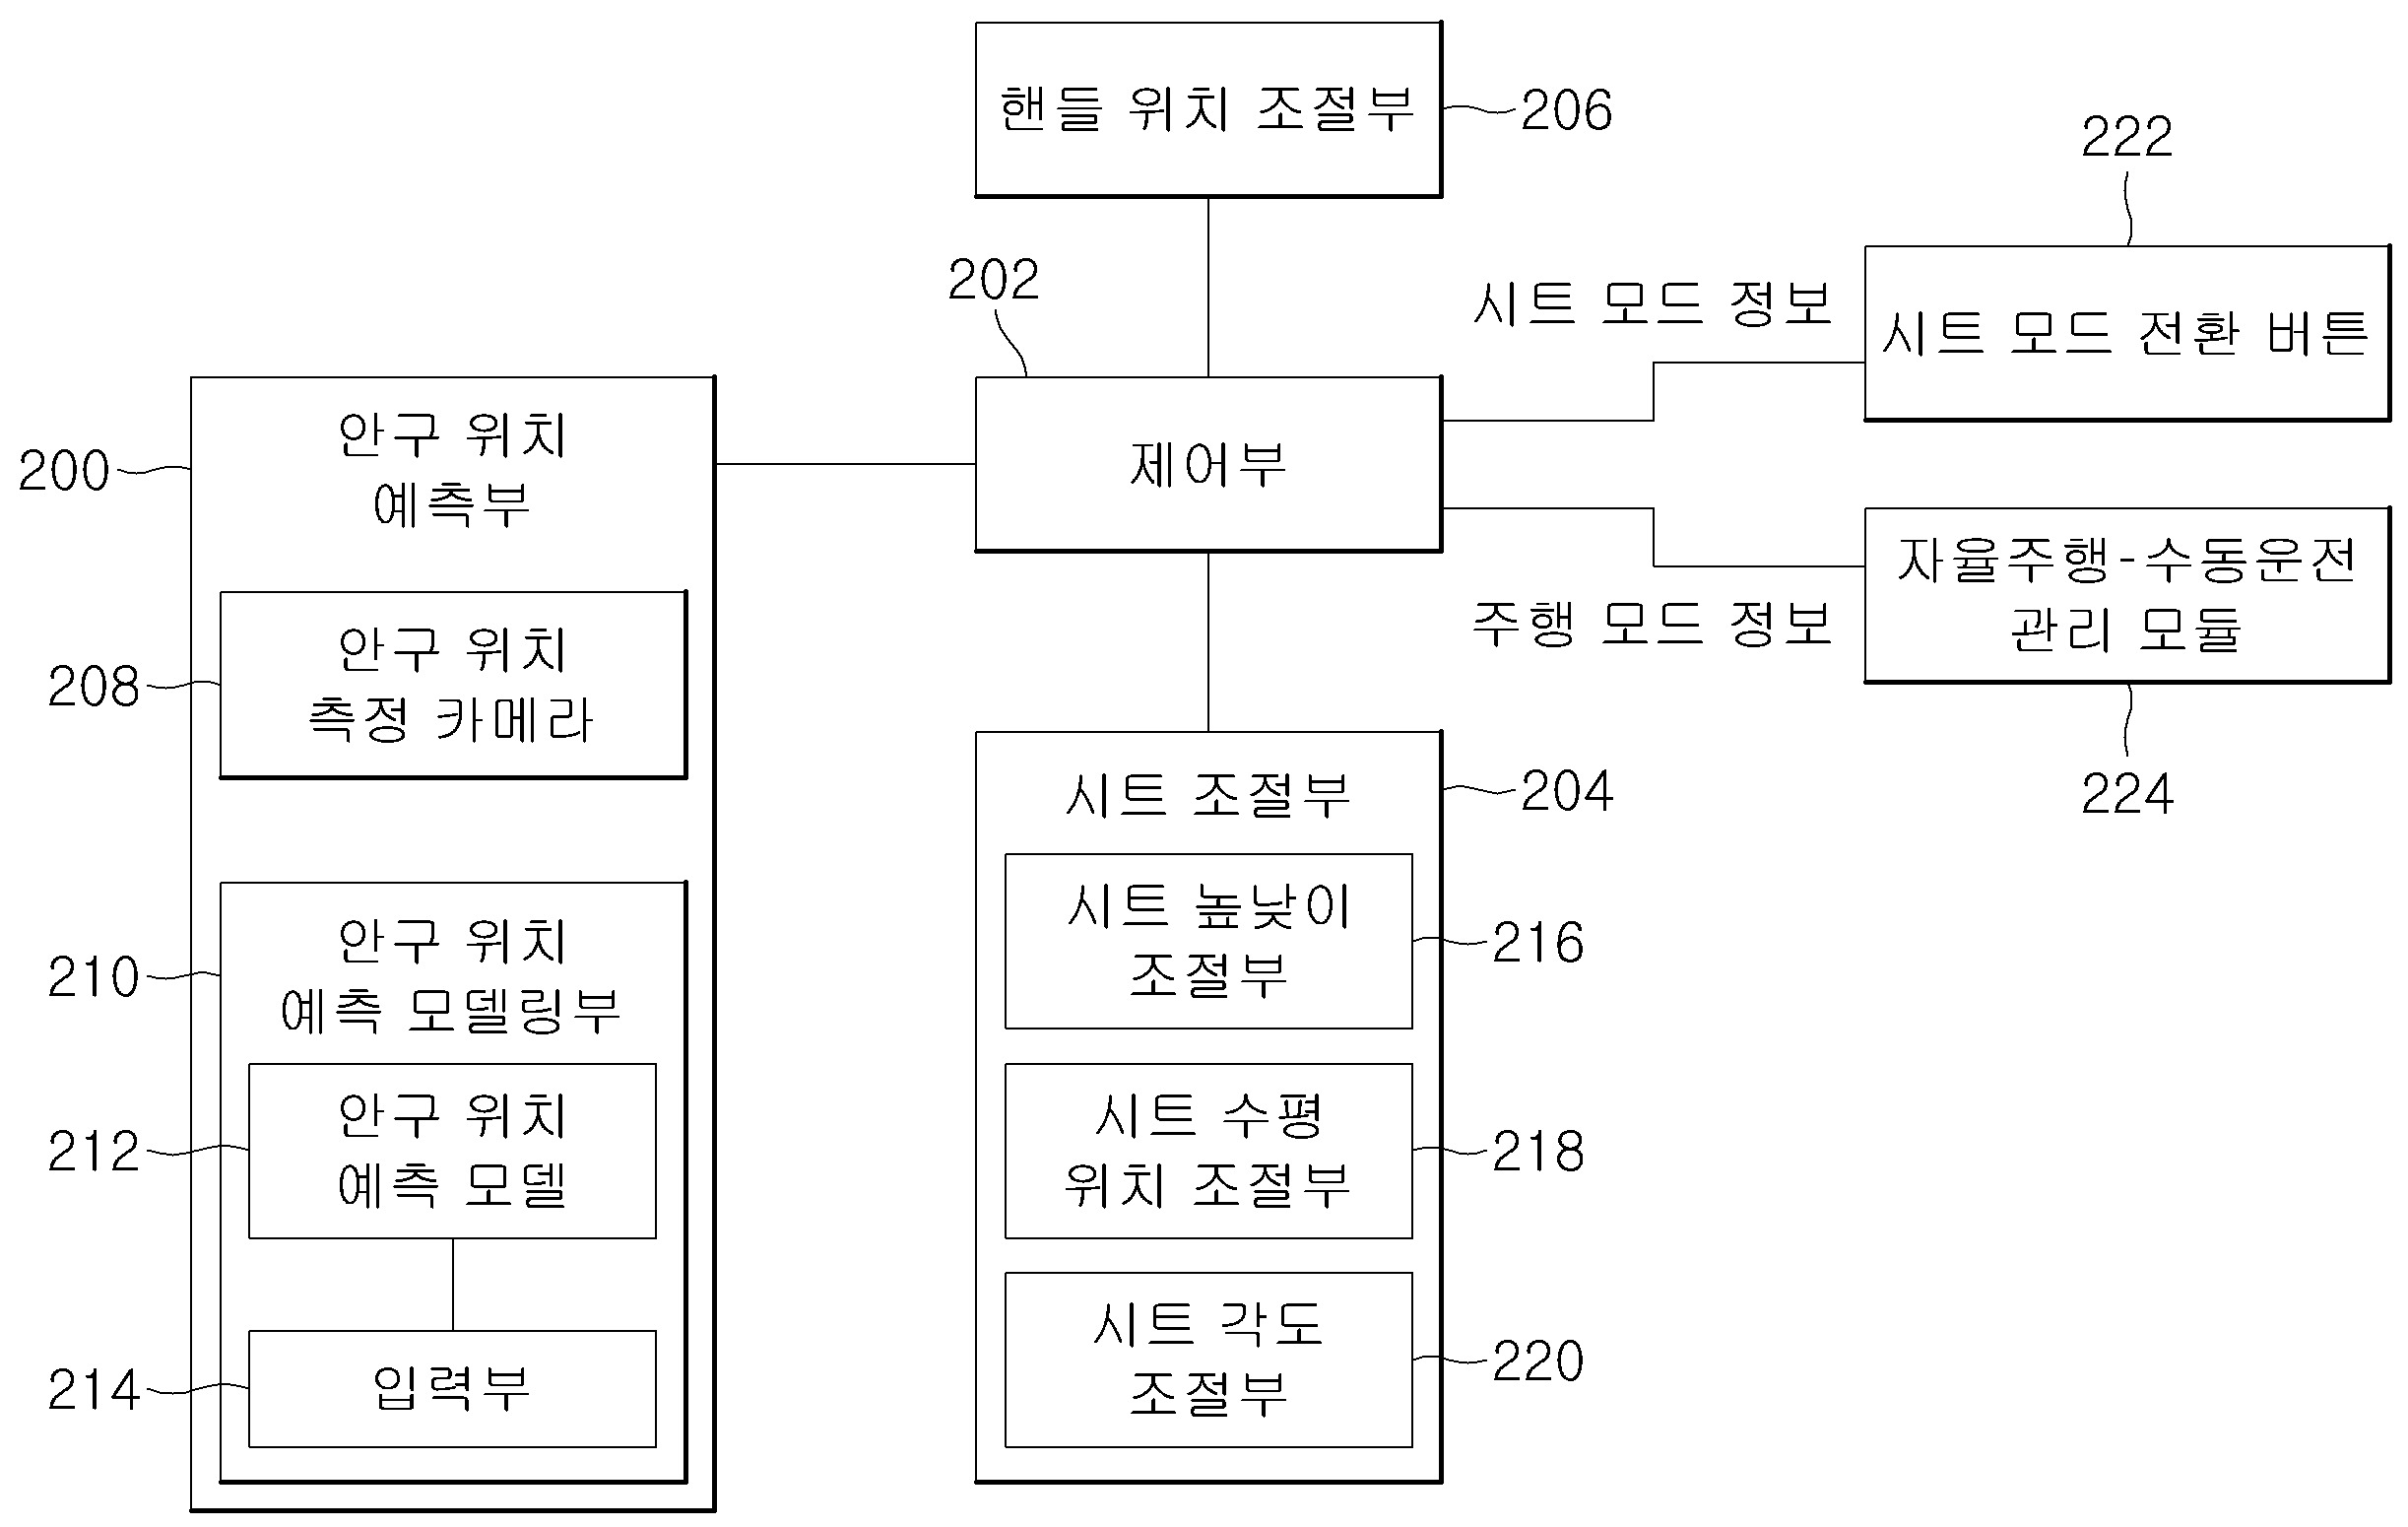 핸들 위치 조절부
206
222
202
시트 모드 정보
시트 모드 전환 버튼
안구 위치
예측부
200
제어부
자율주행-수동운전
관리 모듈
주행 모드 정보
224
안구 위치
측정 카메라
208
시트 조절부
204
시트 높낮이
조절부
216
안구 위치
예측 모델링부
210
안구 위치
예측 모델
212
시트 수평
위치 조절부
218
시트 각도
조절부
220
입력부
214